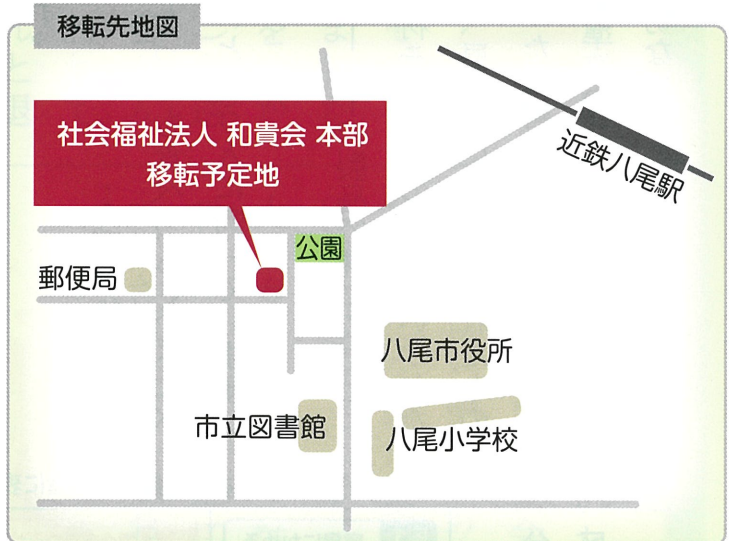 移転先地図
社会福祉法人 和貴会 本部
移転予定地
近鉄八尾駅
公園
郵便局
八尾市役所
市立図書館
八尾小学校